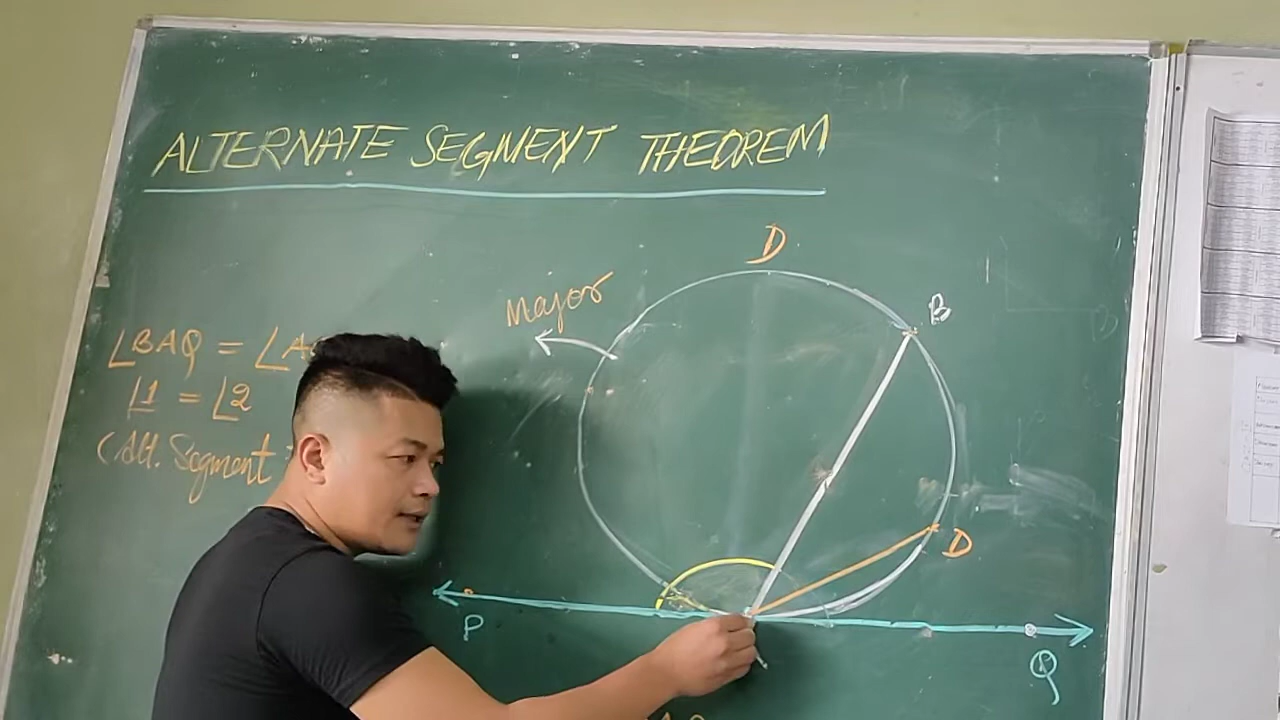 ALTERNATE SEGMENT THEOREM
D
Major
B
∠BAQ = ∠A
∠1 = ∠2
(Alt. Segment
D
P
Q